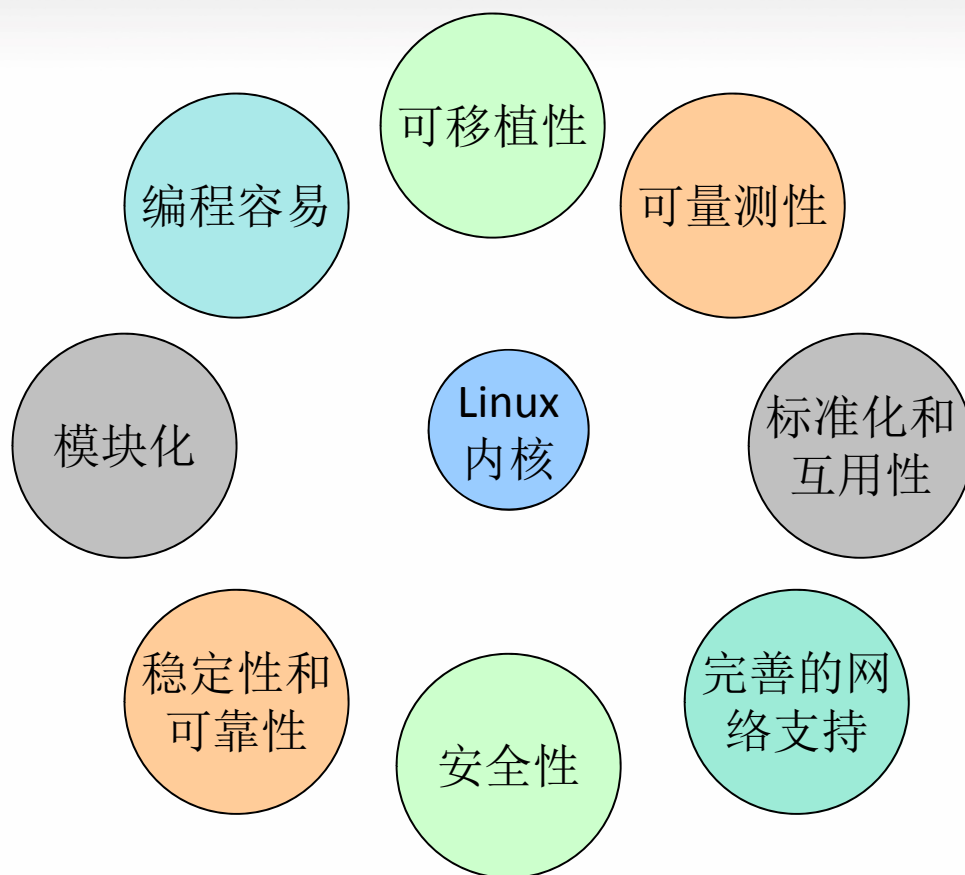 可移植性
编程容易
可量测性
模块化
Linux
内核
标准化和
互用性
稳定性和
可靠性
完善的网
络支持
安全性